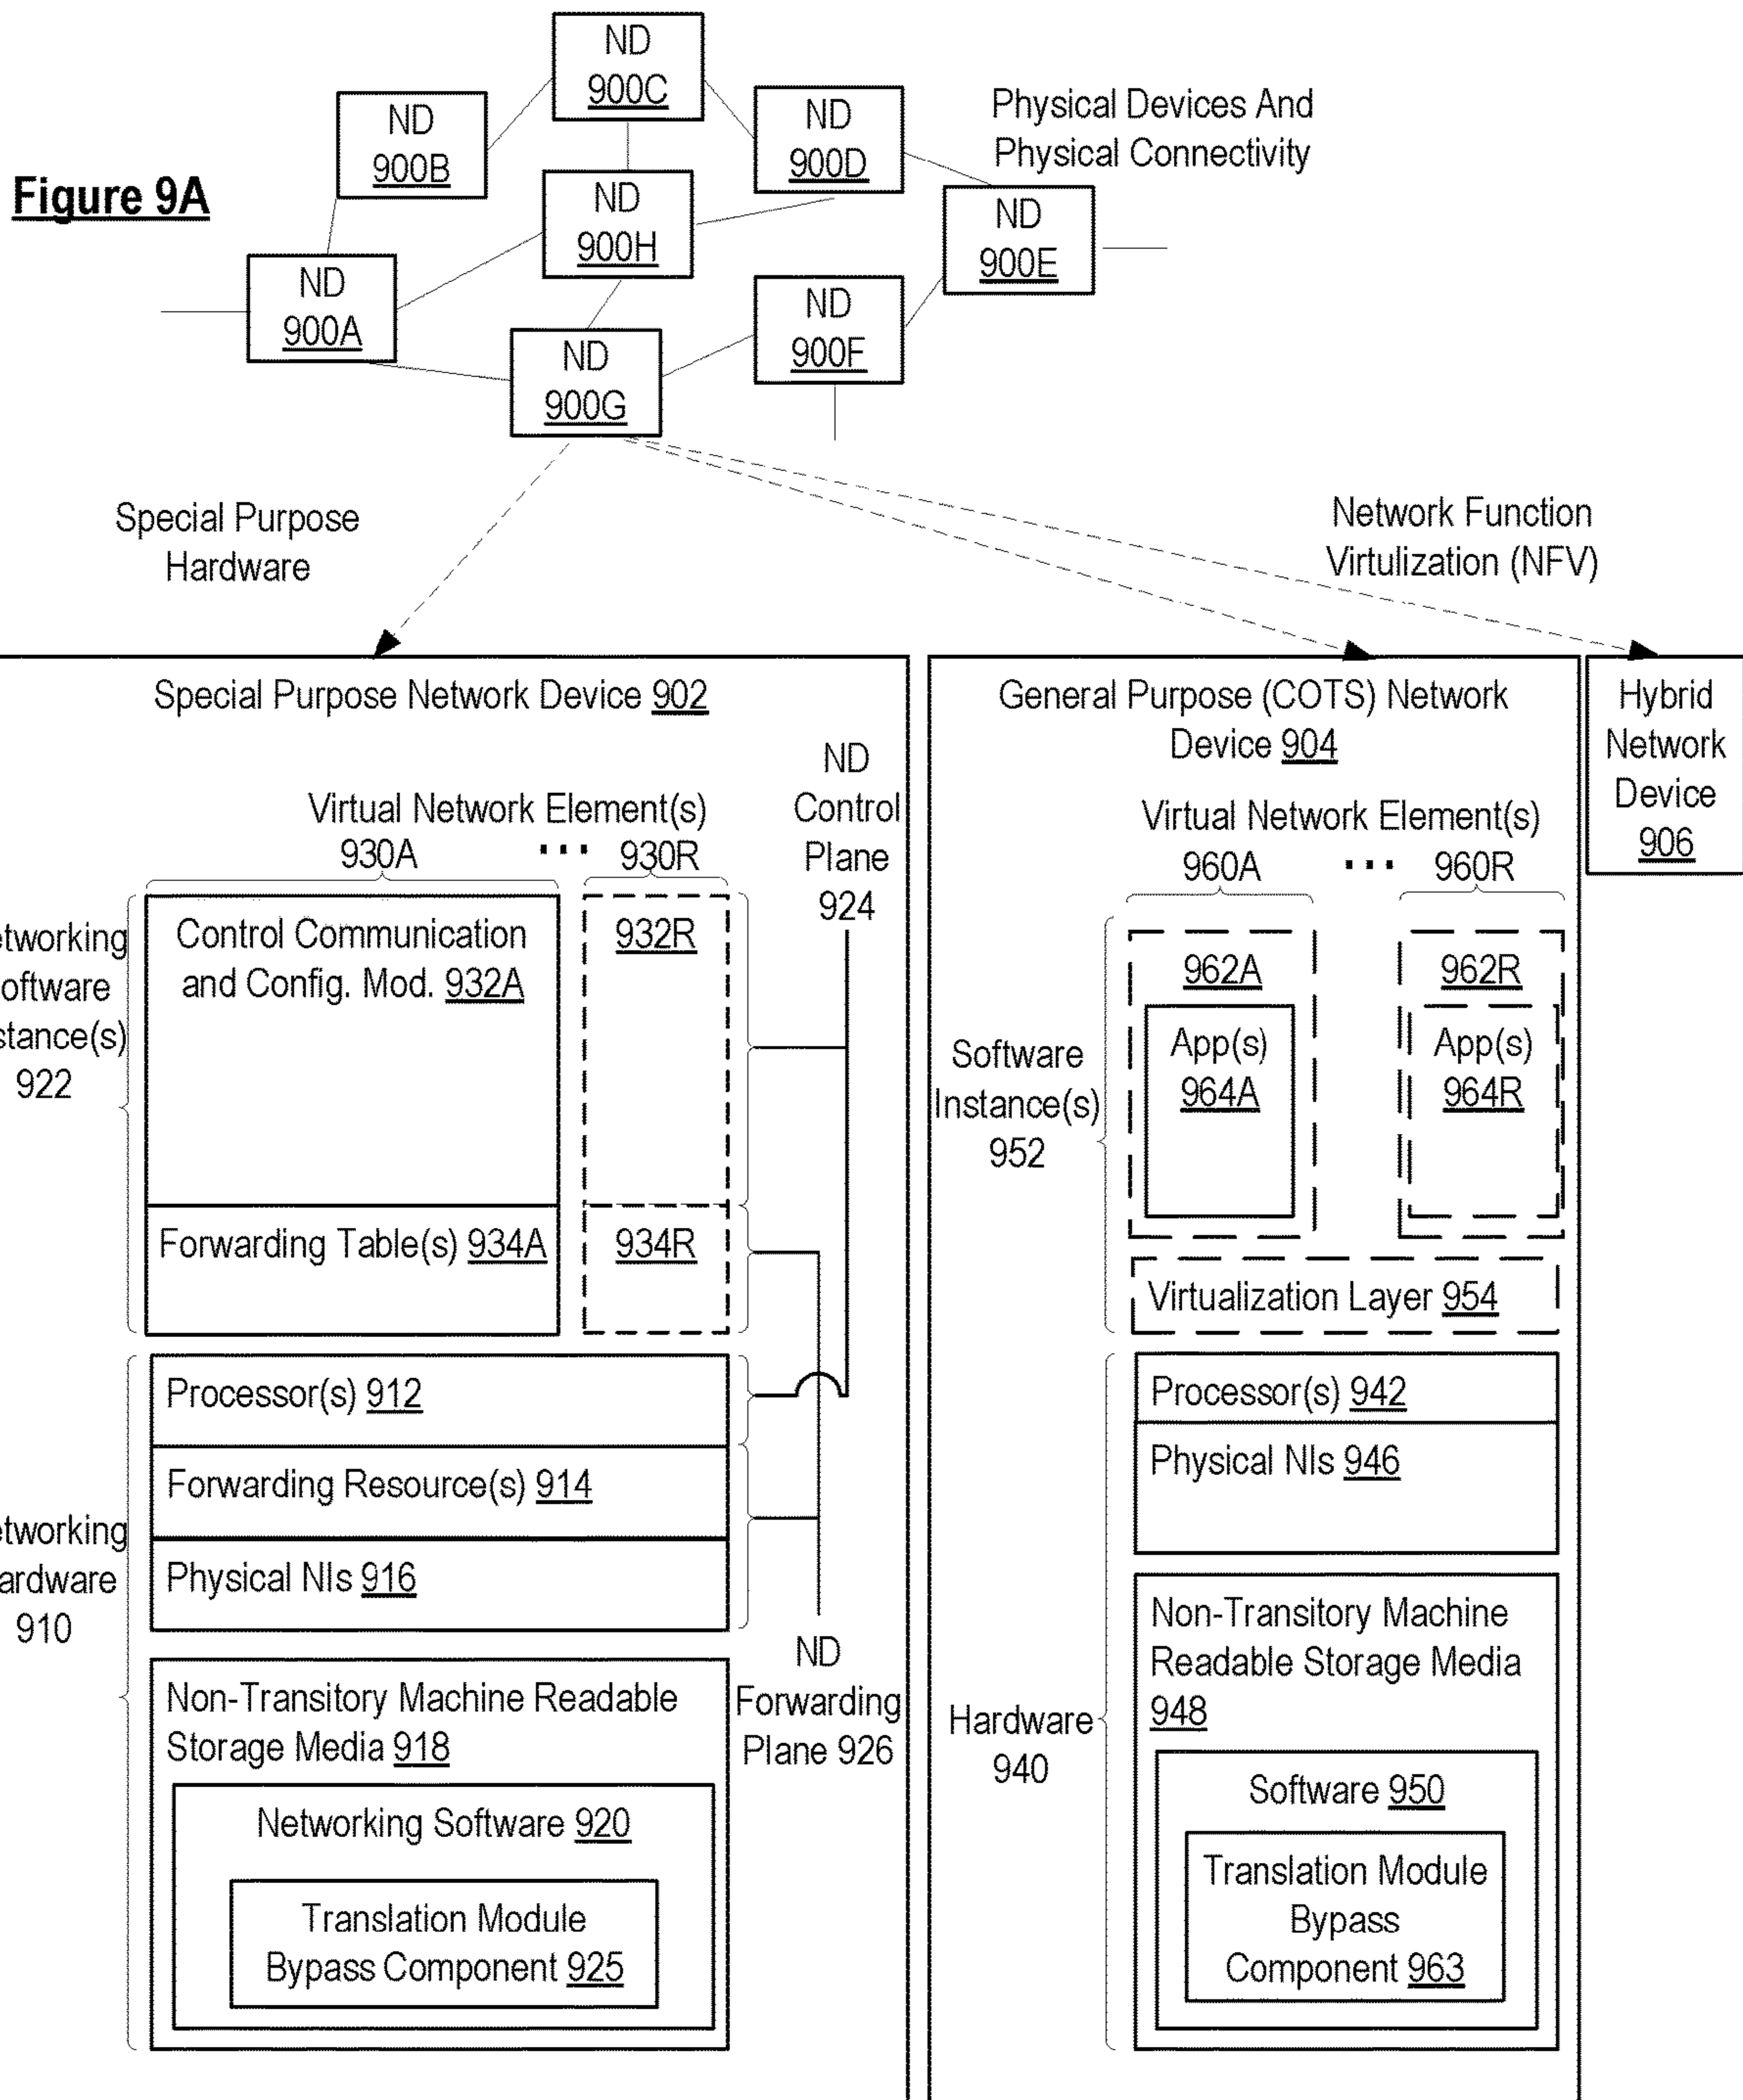 ND
900C
ND
900B
ND
900D
Physical Devices And
Physical Connectivity
Figure 9A
ND
900H
ND
900E
ND
900A
ND
900F
ND
900G
Special Purpose
Hardware
Network Function
Virtulization (NFV)
Special Purpose Network Device 902
ND
Control
Plane
924
Virtual Network Element(s)
930A ... 930R
etworking
oftware
stance(s)
922
Control Communication
and Config. Mod. 932A
932R
Forwarding Table(s) 934A
934R
etworking
ardware
910
Processor(s) 912
Forwarding Resource(s) 914
Physical NIs 916
ND
Forwarding
Plane 926
Non-Transitory Machine Readable
Storage Media 918
Networking Software 920
Translation Module
Bypass Component 925
General Purpose (COTS) Network
Device 904
Virtual Network Element(s)
960A ... 960R
Software
Instance(s)
952
962A
App(s)
964A
962R
App(s)
964R
Virtualization Layer 954
Hardware
940
Processor(s) 942
Physical NIs 946
Non-Transitory Machine
Readable Storage Media
948
Software 950
Translation Module
Bypass
Component 963
Hybrid
Network
Device
906